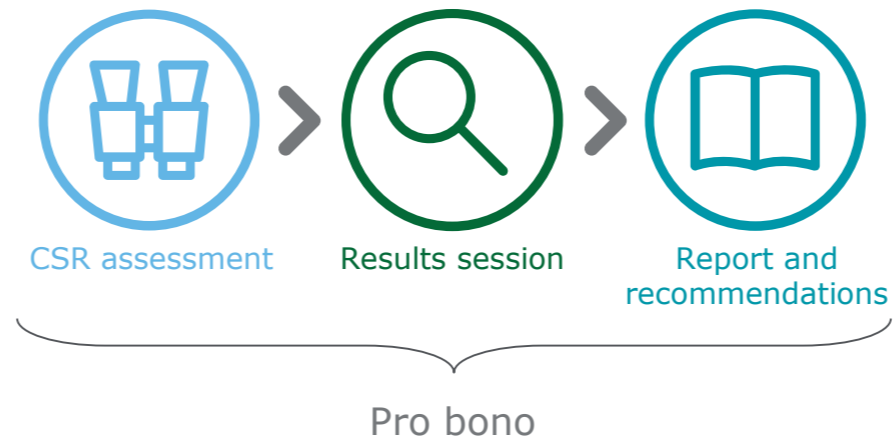 CSR assessment
Results session
Report and
recommendations
Pro bono